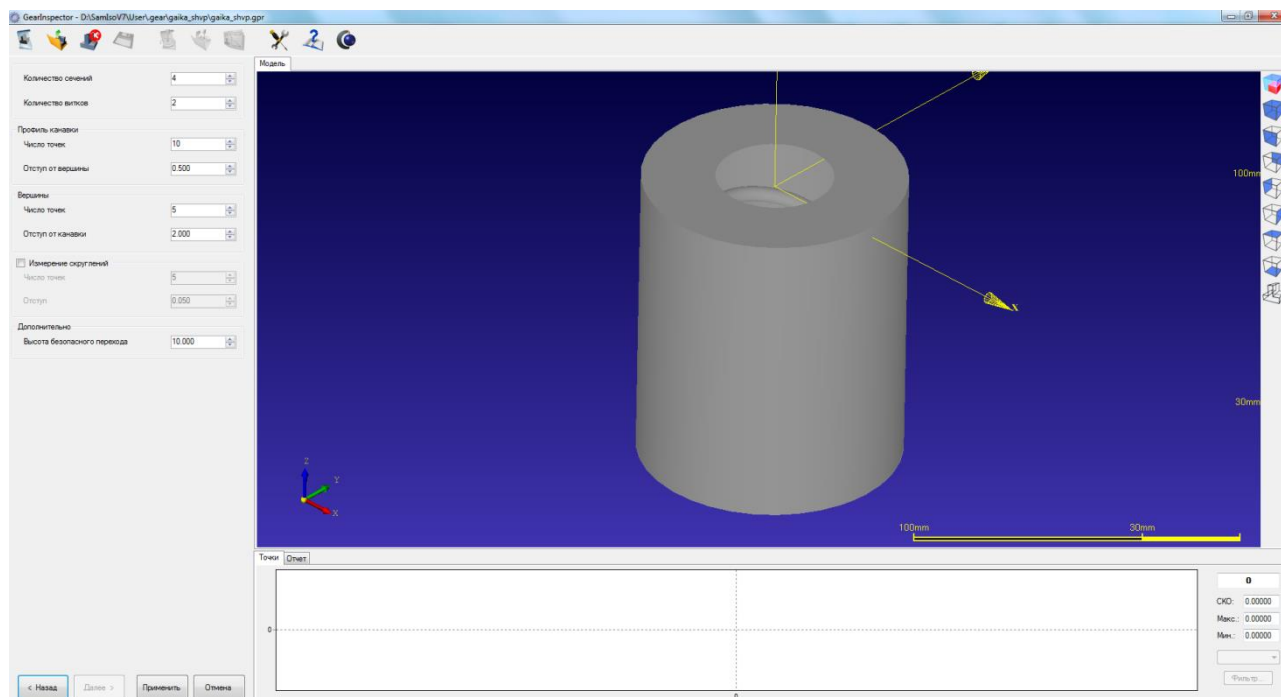 GearInspector - D:\SamIsoV7\User\.gear\gaika_shvp\gaika_shvp.gpr
Модель
Количество сечений 4
Количество витков 2
Профиль канавки
Число точек 10
Отступ от вершины 0.500
Вершины
Число точек 5
Отступ от канавки 2.000
Измерение округлений
Число точек 5
Отступ 0.050
Дополнительно
Высота безопасного перехода 10.000
< Назад Далее > Применить Отмена
100mm
30mm
X
Z
Y
X
100mm 30mm
Точки Отчет
0
0
0
СКО: 0.00000
Макс.: 0.00000
Мин.: 0.00000
Фильтр...